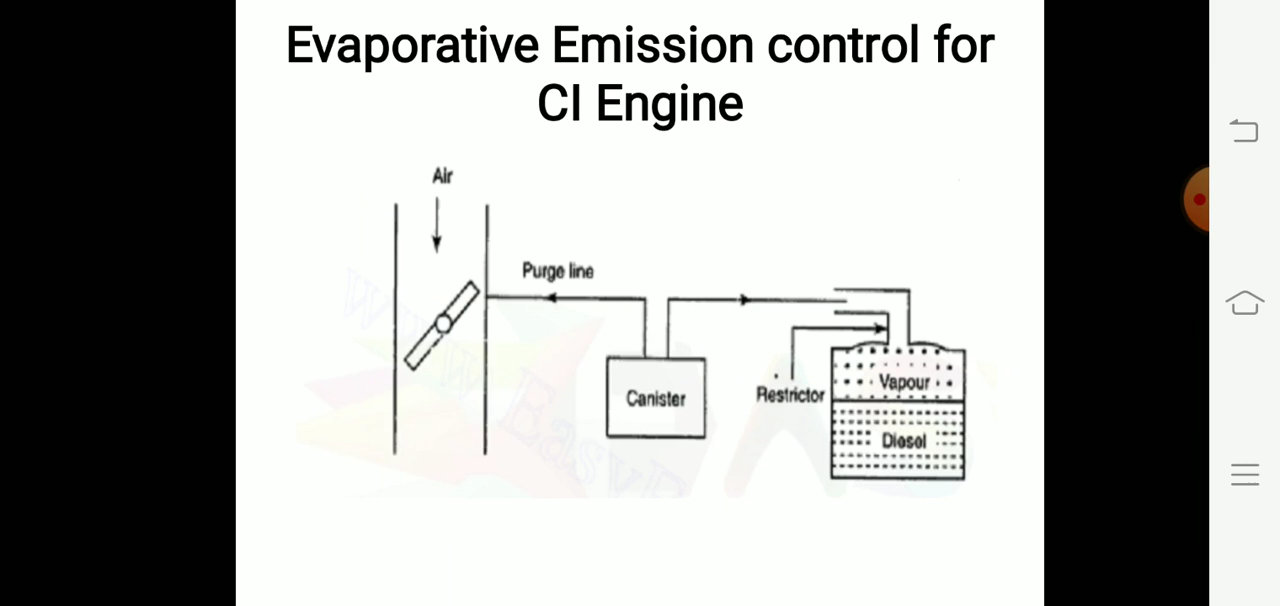 Evaporative Emission control for
CI Engine
Air
Purge line
Canister
Restrictor
Vapour
Diesel